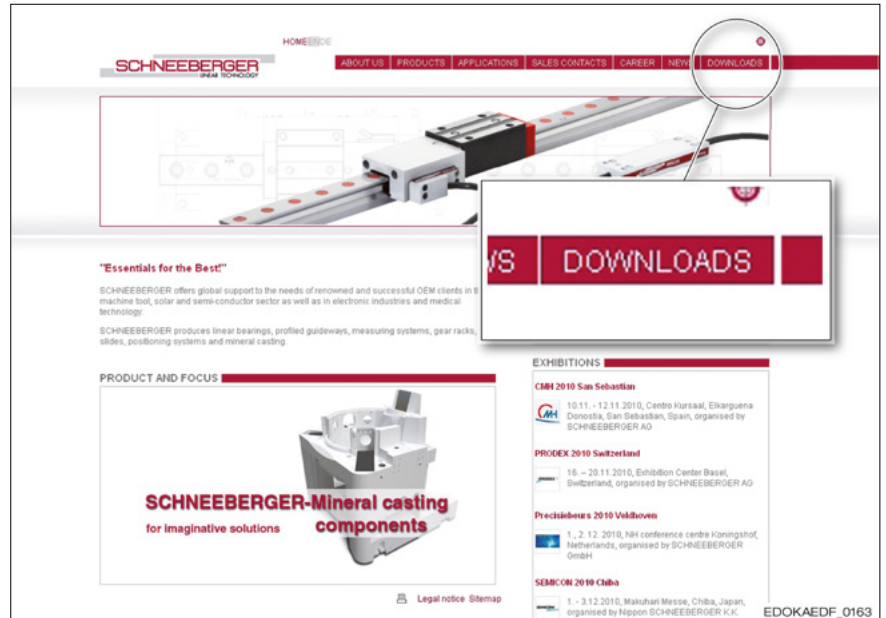 HOME EN DE
SCHNEEBERGER
LINEAR TECHNOLOGY
ABOUT US PRODUCTS APPLICATIONS SALES CONTACTS CAREER NEWS DOWNLOADS
WS DOWNLOADS
"Essentials for the Best!"
SCHNEEBERGER offers global support to the needs of renowned and successful OEM clients in
machine tool, solar and semi-conductor sector as well as in electronic industries and medical
technology.
SCHNEEBERGER produces linear bearings, profiled guideways, measuring systems, gear racks,
slides, positioning systems and mineral casting.
PRODUCT AND FOCUS
SCHNEEBERGER-Mineral casting
for imaginative solutions components
Legal notice Sitemap
EXHIBITIONS
CMH 2010 San Sebastian
10.11. - 12.11.2010, Centro Kursaal, Elkarguena
Donostia, San Sebastian, Spain, organised by
SCHNEEBERGER AG
PRODEX 2010 Switzerland
16. – 20.11.2010, Exhibition Center Basel,
Switzerland, organised by SCHNEEBERGER AG
Precisiebeurs 2010 Veldhoven
1., 2. 12. 2010, NH conference centre Koningshof,
Netherlands, organised by SCHNEEBERGER
GmbH
SEMICON 2010 Chiba
1. - 3.12.2010, Makuhari Messe, Chiba, Japan,
organised by Nippon SCHNEEBERGER K.K.
EDOKAEDF_0163